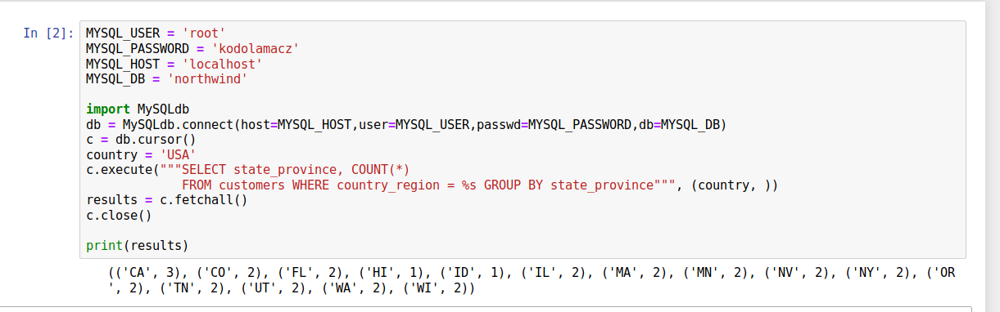 In [2]:
MYSQL_USER = 'root'
MYSQL_PASSWORD = 'kodolamacz'
MYSQL_HOST = 'localhost'
MYSQL_DB = 'northwind'
import MySQLdb
db = MySQLdb.connect(host=MYSQL_HOST,user=MYSQL_USER,passwd=MYSQL_PASSWORD,db=MYSQL_DB)
c = db.cursor()
country = 'USA'
c.execute("""SELECT state_province, COUNT(*)
             FROM customers WHERE country_region = %s GROUP BY state_province""", (country, ))
results = c.fetchall()
c.close()
print(results)
(('CA', 3), ('CO', 2), ('FL', 2), ('HI', 1), ('ID', 1), ('IL', 2), ('MA', 2), ('MN', 2), ('NV', 2), ('NY', 2), ('OR
', 2), ('TN', 2), ('UT', 2), ('WA', 2), ('WI', 2))